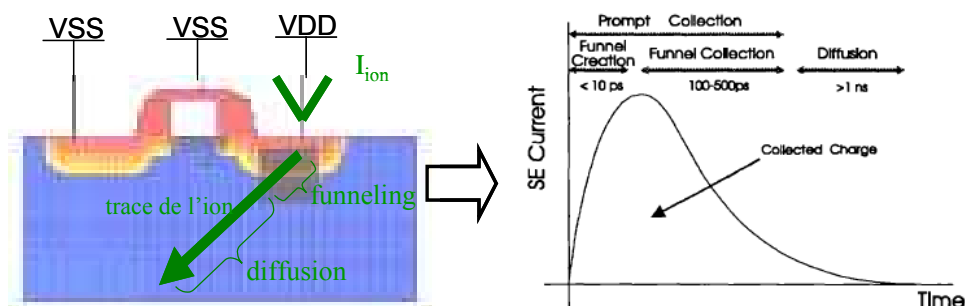 VSS
VSS
VDD
I ion
trace de l'ion
funneling
diffusion
Prompt Collection
Funnel Creation
Funnel Collection
Diffusion
< 10 ps
100-500ps
>1 ns
SE Current
Collected Charge
Time